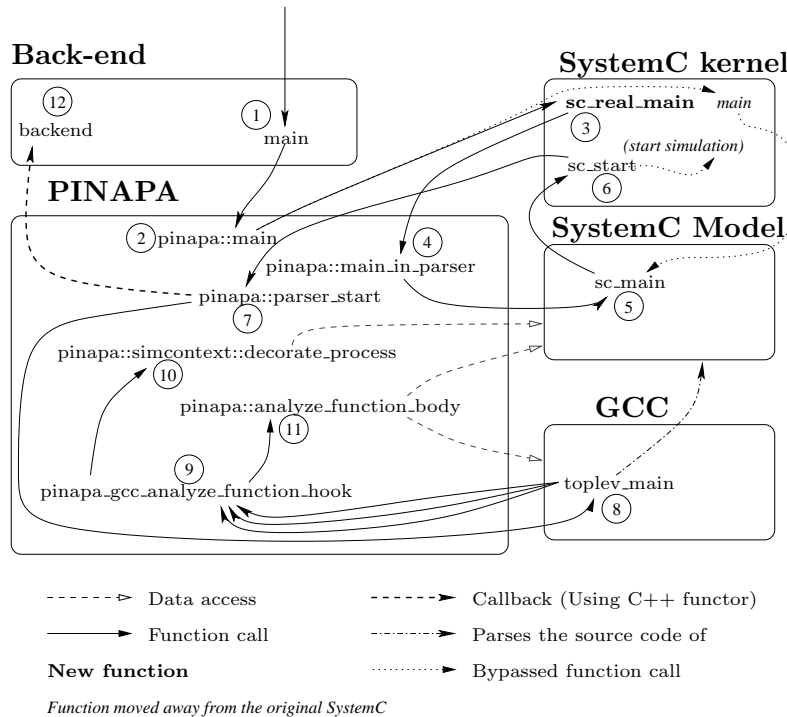 Back-end
SystemC kernel
12
backend
1
main
sc_real_main
main
3
(start simulation)
sc_start
6
PINAPA
2
pinapa::main
4
pinapa::main_in_parser
pinapa::parser_start
7
SystemC Model
sc_main
5
pinapa::simcontext::decorate_process
10
pinapa::analyze_function_body
11
9
pinapa_gcc_analyze_function_hook
GCC
toplev_main
8
Data access
Callback (Using C++ functor)
Function call
Parses the source code of
New function
Bypassed function call
Function moved away from the original SystemC